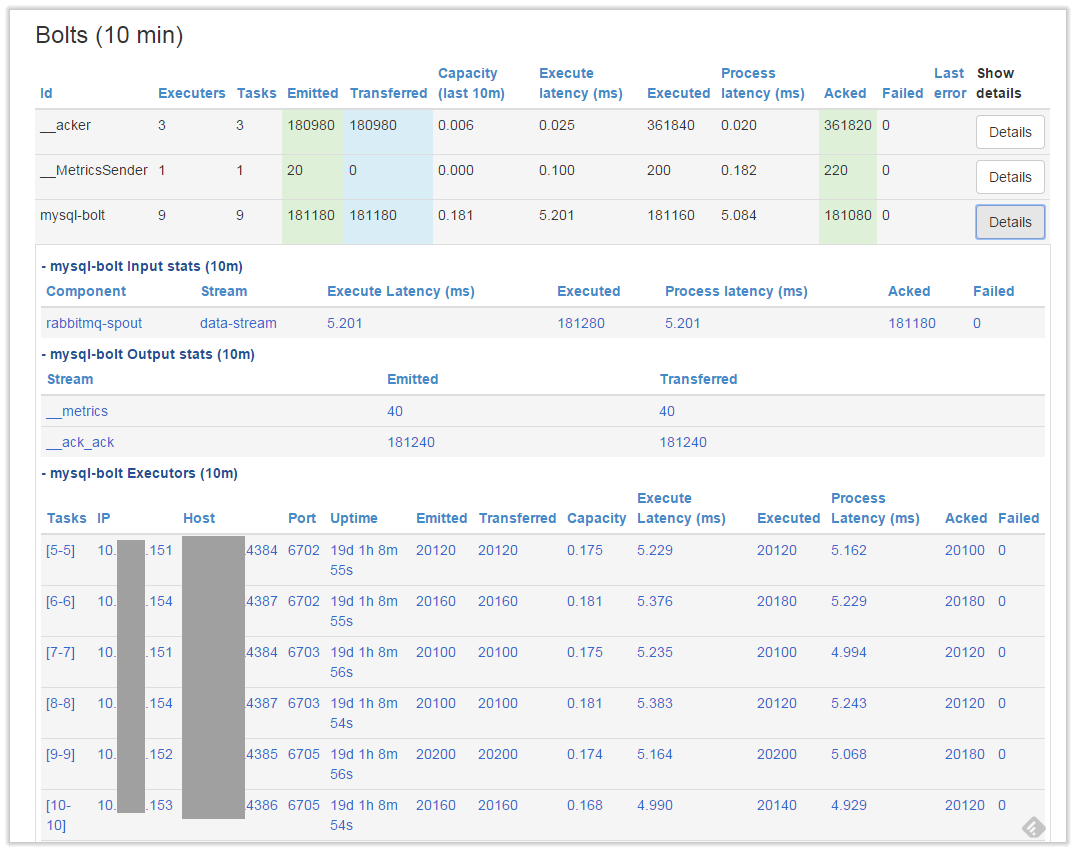 Bolts (10 min)
Id Executers Tasks Emitted Transferred Capacity (last 10m) Execute latency (ms) Executed Process latency (ms) Acked Failed Last error Show details
__acker 3 3 180980 180980 0.006 0.025 361840 0.020 361820 0 Details
__MetricsSender 1 1 20 0 0.000 0.100 200 0.182 220 0 Details
mysql-bolt 9 9 181180 181180 0.181 5.201 181160 5.084 181080 0 Details
- mysql-bolt Input stats (10m)
Component Stream Execute Latency (ms) Executed Process latency (ms) Acked Failed
rabbitmq-spout data-stream 5.201 181280 5.201 181180 0
- mysql-bolt Output stats (10m)
Stream Emitted Transferred
__metrics 40 40
__ack_ack 181240 181240
- mysql-bolt Executors (10m)
Tasks IP Host Port Uptime Emitted Transferred Capacity Execute Latency (ms) Executed Process Latency (ms) Acked Failed
[5-5] 10. .151 .4384 6702 19d 1h 8m 55s 20120 20120 0.175 5.229 20120 5.162 20100 0
[6-6] 10. .154 .4387 6702 19d 1h 8m 55s 20160 20160 0.181 5.376 20180 5.229 20180 0
[7-7] 10. .151 .4384 6703 19d 1h 8m 56s 20100 20100 0.175 5.235 20100 4.994 20120 0
[8-8] 10. .154 .4387 6703 19d 1h 8m 54s 20100 20100 0.181 5.383 20120 5.243 20120 0
[9-9] 10. .152 .4385 6705 19d 1h 8m 56s 20200 20200 0.174 5.164 20200 5.068 20180 0
[10-10] 10. .153 .4386 6705 19d 1h 8m 54s 20160 20160 0.168 4.990 20140 4.929 20120 0